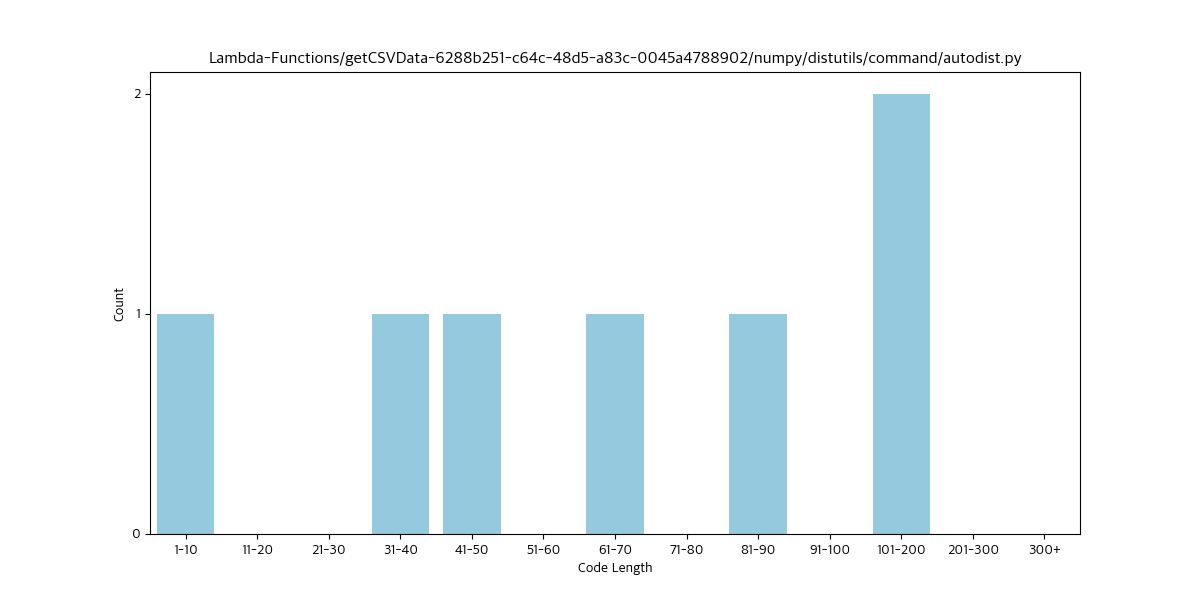 Lambda-Functions/getCSVData-6288b251-c64c-48d5-a83c-0045a4788902/numpy/distutils/command/autodist.py
2
1
0
Count
1-10 11-20 21-30 31-40 41-50 51-60 61-70 71-80 81-90 91-100 101-200 201-300 300+
Code Length